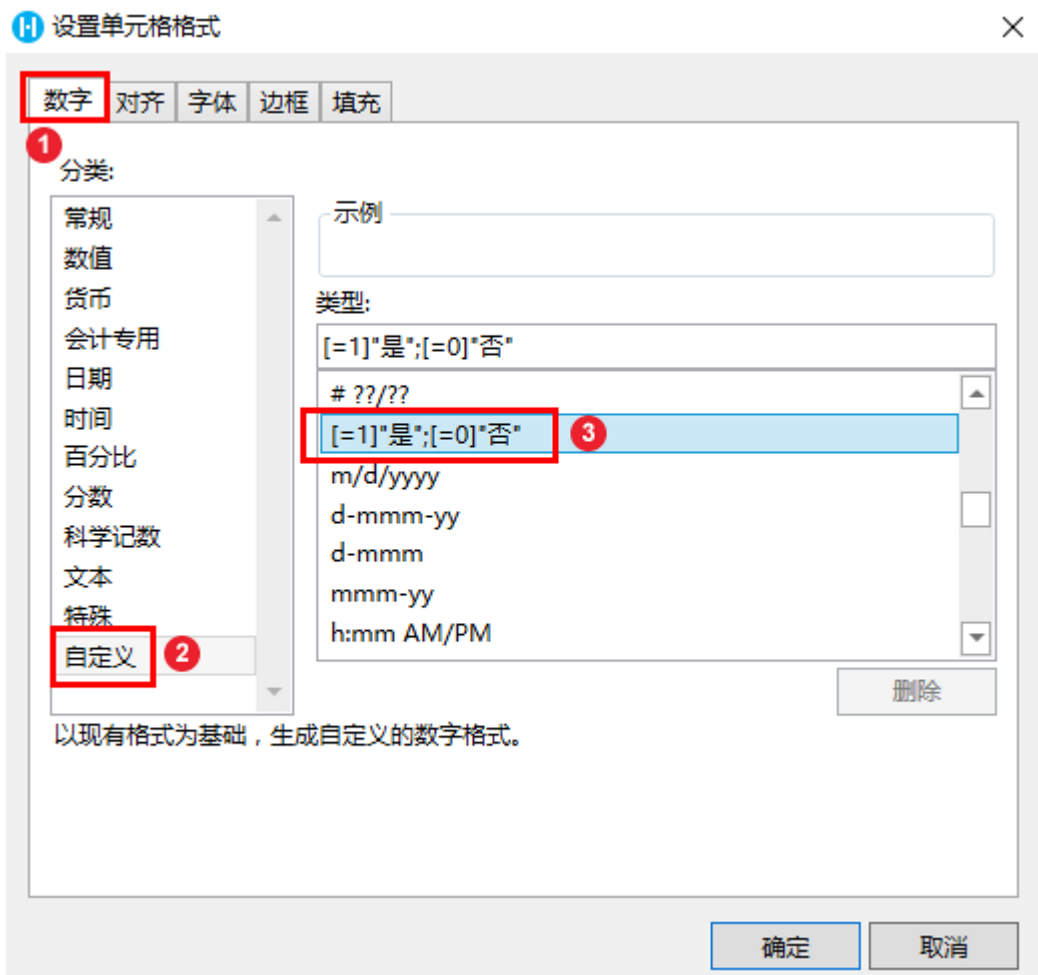 设置单元格格式
数字 对齐 字体 边框 填充
1
分类:
常规
数值
货币
会计专用
日期
时间
百分比
分数
科学记数
文本
特殊
自定义
2
示例
类型:
[=1]"是";[=0]"否"
# ??/??
[=1]"是";[=0]"否"
3
m/d/yyyy
d-mmm-yy
d-mmm
mmm-yy
h:mm AM/PM
删除
以现有格式为基础，生成自定义的数字格式。
确定 取消